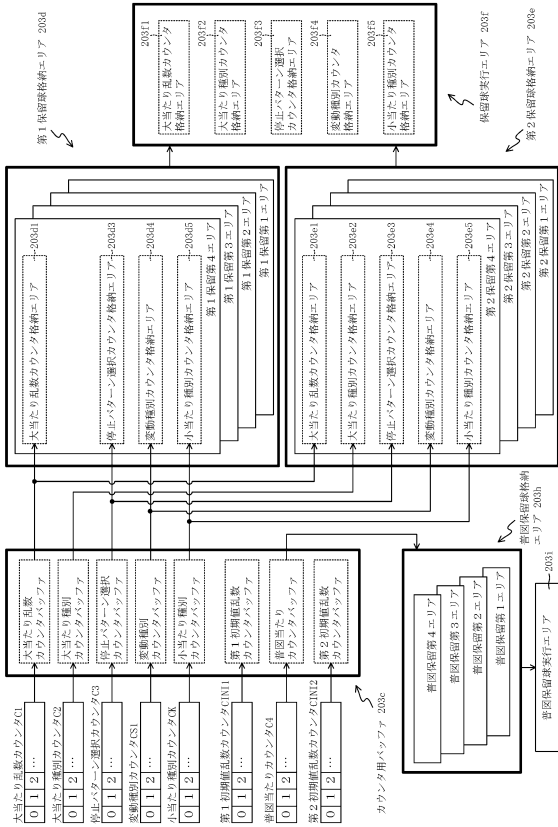 大当たり乱数カウンタC1
0 1 2 …
大当たり種別カウンタC2
0 1 2 …
停止パターン選択カウンタC3
0 1 2 …
変動種別カウンタCS1
0 1 2 …
小当たり種別カウンタCK
0 1 2 …
第1初期値乱数カウンタCINI1
0 1 2 …
普図当たりカウンタC4
0 1 2 …
第2初期値乱数カウンタCINI2
0 1 2 …
大当たり乱数
カウンタバッファ
大当たり種別
カウンタバッファ
停止パターン選択
カウンタバッファ
変動種別
カウンタバッファ
小当たり種別
カウンタバッファ
第1初期値乱数
カウンタバッファ
普図当たり
カウンタバッファ
第2初期値乱数
カウンタバッファ
カウンタ用バッファ 203c
第1保留球格納エリア 203d
大当たり乱数カウンタ格納エリア
203d1
停止パターン選択カウンタ格納エリア
203d3
変動種別カウンタ格納エリア
203d4
小当たり種別カウンタ格納エリア
203d5
第1保留第4エリア
第1保留第3エリア
第1保留第2エリア
第1保留第1エリア
大当たり乱数カウンタ格納エリア
203e1
大当たり種別カウンタ格納エリア
203e2
停止パターン選択カウンタ格納エリア
203e3
変動種別カウンタ格納エリア
203e4
小当たり種別カウンタ格納エリア
203e5
第2保留第4エリア
第2保留第3エリア
第2保留第2エリア
第2保留第1エリア
第2保留球格納エリア 203e
大当たり乱数カウンタ
格納エリア
203f1
大当たり種別カウンタ
格納エリア
203f2
停止パターン選択
カウンタ格納エリア
203f3
変動種別カウンタ
格納エリア
203f4
小当たり種別カウンタ
格納エリア
203f5
保留球実行エリア 203f
普図保留球格納
エリア 203h
普図保留第4エリア
普図保留第3エリア
普図保留第2エリア
普図保留第1エリア
普図保留球実行エリア
203i